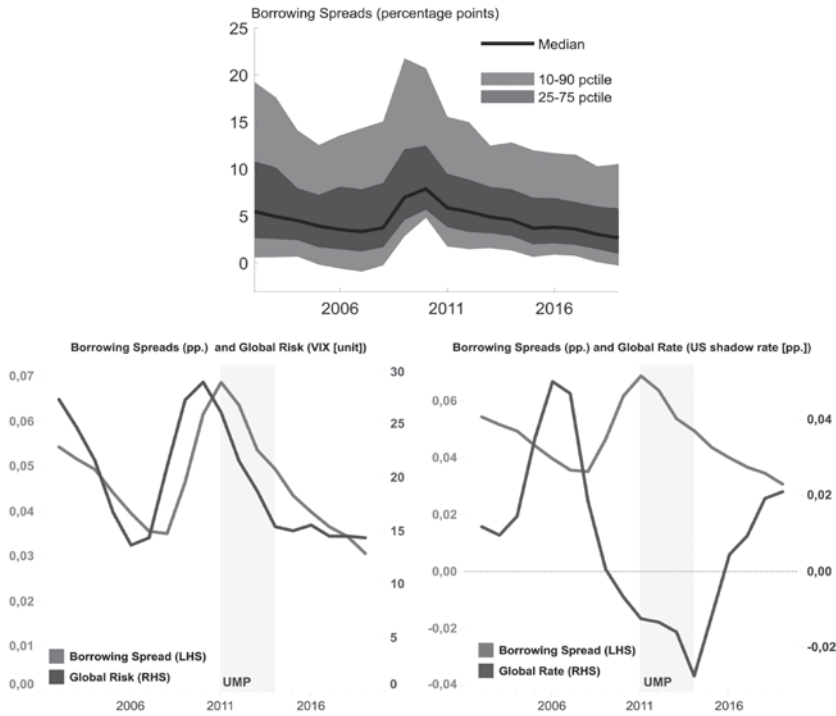 Borrowing Spreads (percentage points)
25
20
15
10
5
0
Median
10-90 pctile
25-75 pctile
2006 2011 2016
Borrowing Spreads (pp.) and Global Risk (VIX [unit])
0,07
0,06
0,05
0,04
0,03
0,02
0,01
0,00
30
25
20
15
10
5
0
Borrowing Spread (LHS)
Global Risk (RHS)
UMP
2006 2011 2016
Borrowing Spreads (pp.) and Global Rate (US shadow rate [pp.])
0,06
0,04
0,02
0,00
-0,02
-0,04
0,04
0,02
0,00
-0,02
Borrowing Spread (LHS)
Global Rate (RHS)
UMP
2006 2011 2016